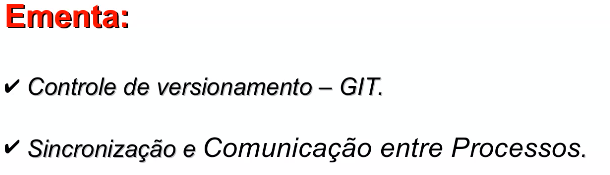 Ementa:
✔ Controle de versionamento – GIT.
✔ Sincronização e Comunicação entre Processos.